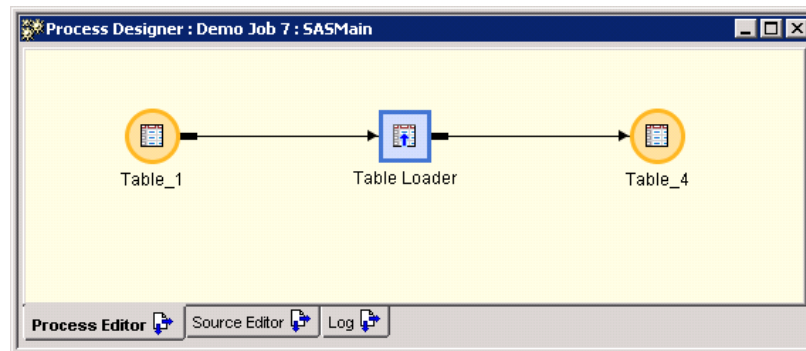 Process Designer : Demo Job 7 : SASMain
Table_1
Table Loader
Table_4
Process Editor
Source Editor
Log